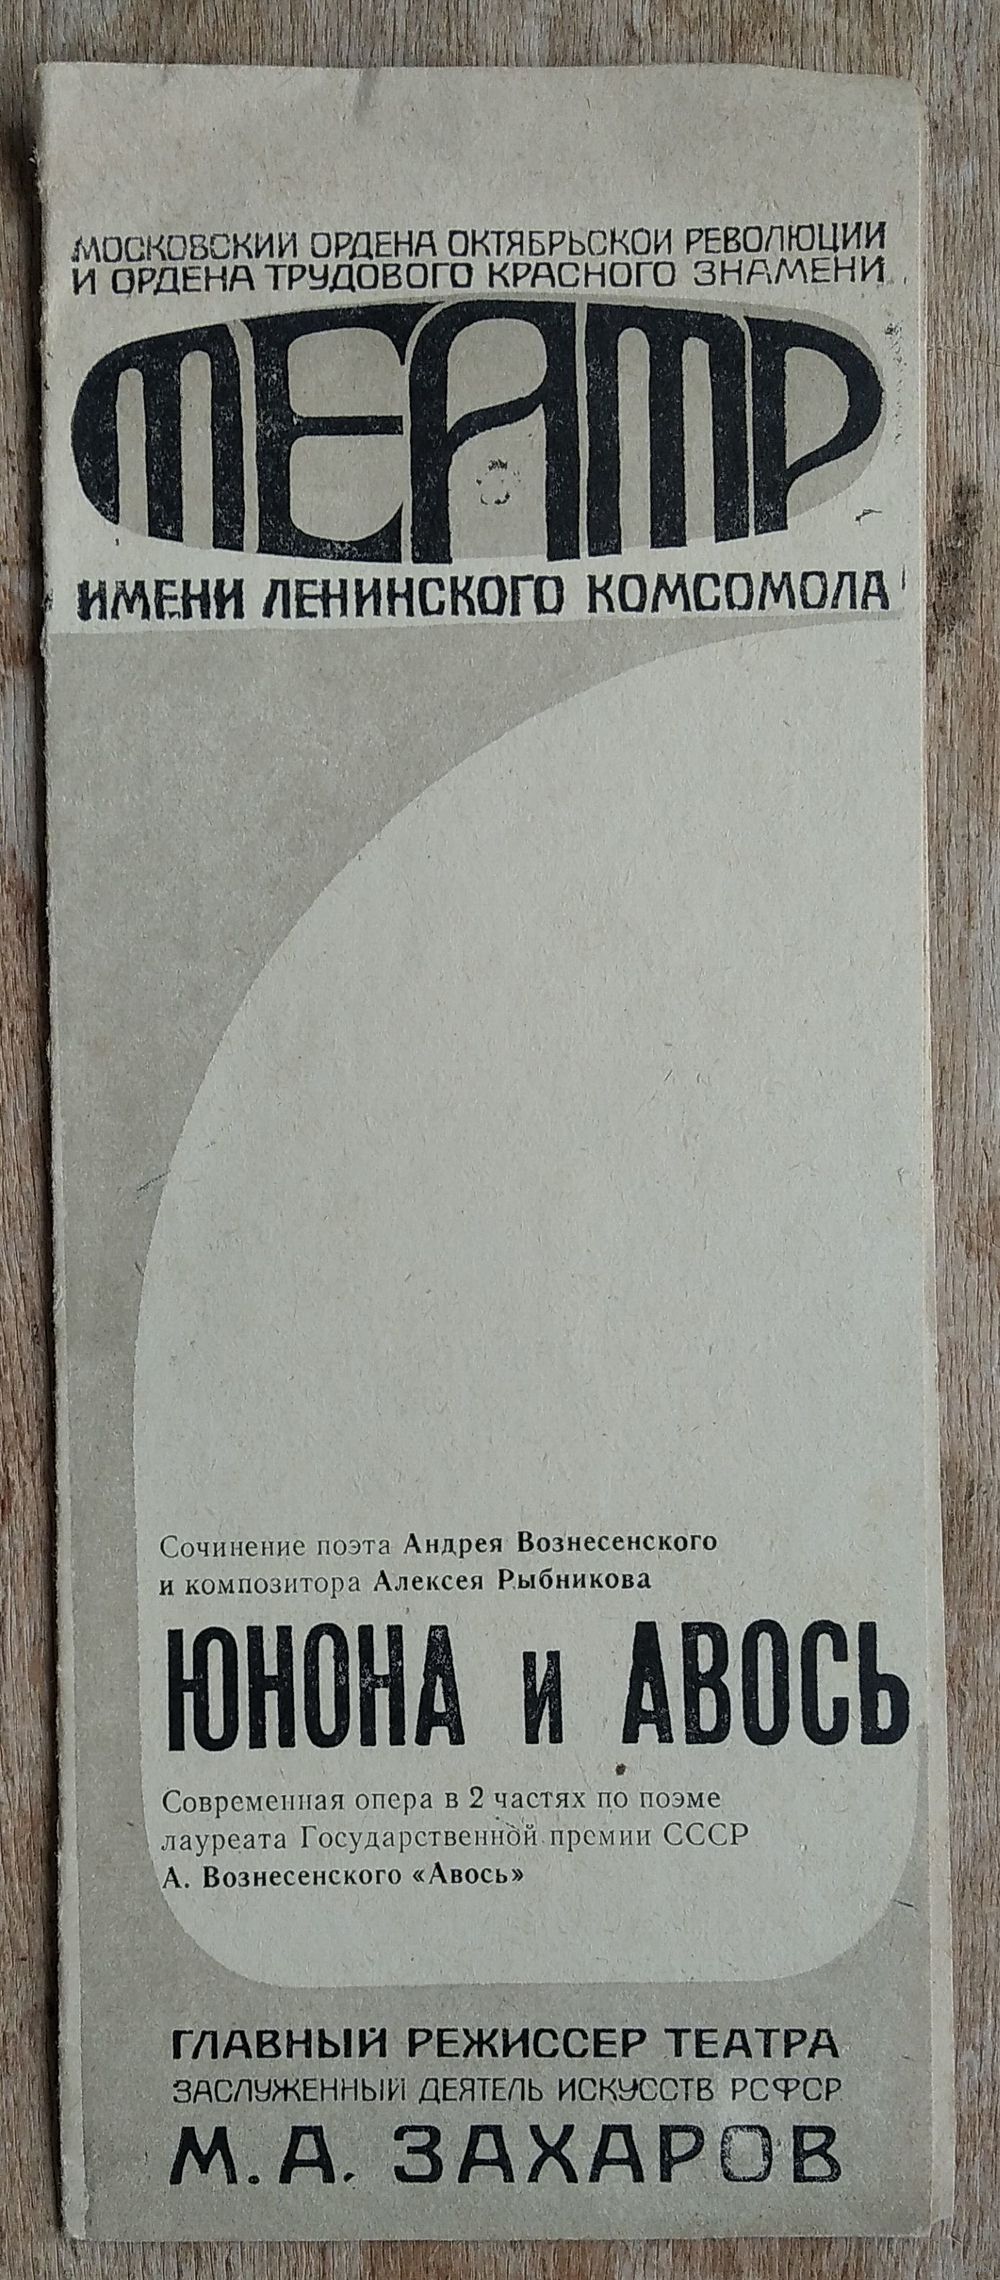 МОСКОВСКИЙ ОРДЕНА ОКТЯБРЬСКОЙ РЕВОЛЮЦИИ
И ОРДЕНА ТРУДОВОГО КРАСНОГО ЗНАМЕНИ
ТЕАТР
ИМЕНИ ЛЕНИНСКОГО КОМСОМОЛА
Сочинение поэта Андрея Вознесенского
и композитора Алексея Рыбникова
ЮНОНА и АВОСЬ
Современная опера в 2 частях по поэме
лауреата Государственной премии СССР
А. Вознесенского «Авось»
ГЛАВНЫЙ РЕЖИССЕР ТЕАТРА
ЗАСЛУЖЕННЫЙ ДЕЯТЕЛЬ ИСКУССТВ РСФСР
М. А. ЗАХАРОВ